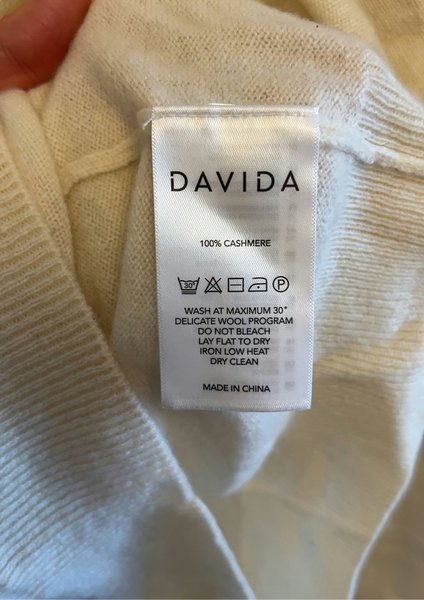 DAVIDA
100% CASHMERE
30° P
WASH AT MAXIMUM 30°
DELICATE WOOL PROGRAM
DO NOT BLEACH
LAY FLAT TO DRY
IRON LOW HEAT
DRY CLEAN
MADE IN CHINA